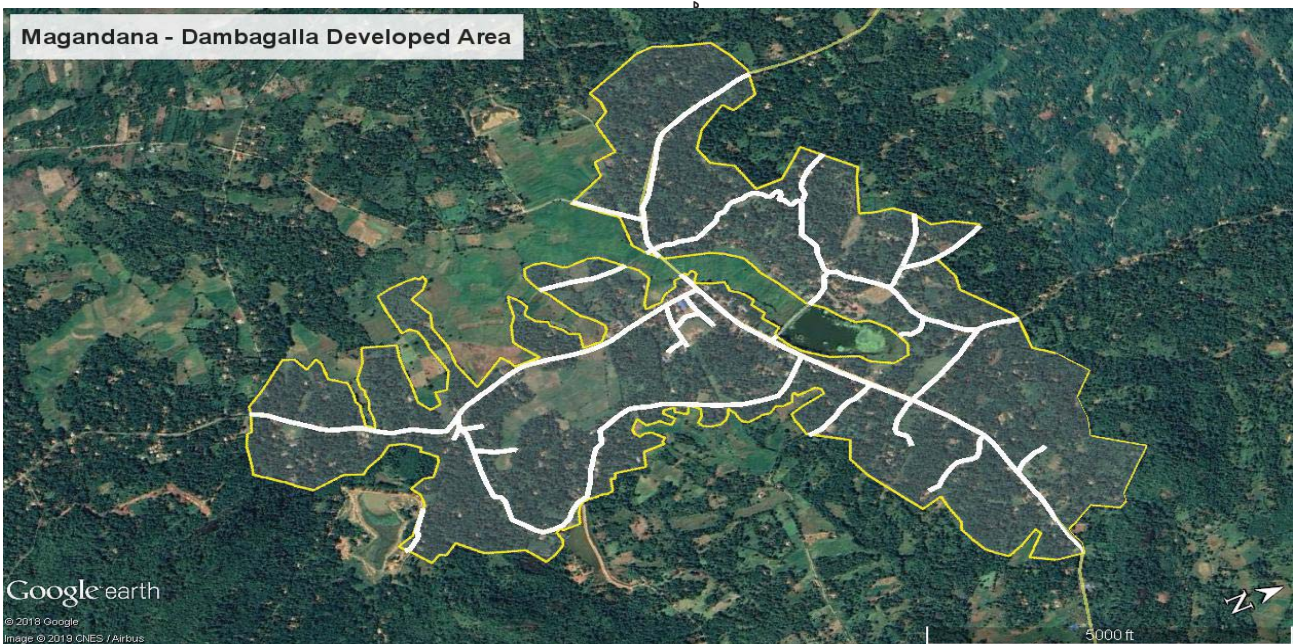 Magandana - Dambagalla Developed Area
Google earth
© 2018 Google
Image © 2019 CNES / Airbus
N
5000 ft